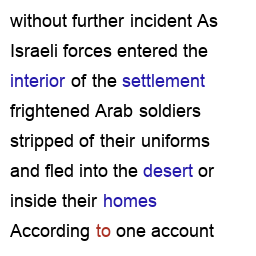 without further incident As
Israeli forces entered the
interior of the settlement
frightened Arab soldiers
stripped of their uniforms
and fled into the desert or
inside their homes
According to one account